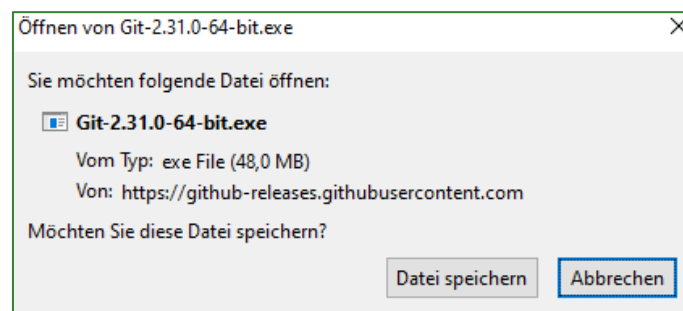 Öffnen von Git-2.31.0-64-bit.exe
Sie möchten folgende Datei öffnen:
Git-2.31.0-64-bit.exe
Vom Typ: exe File (48,0 MB)
Von: https://github-releases.githubusercontent.com
Möchten Sie diese Datei speichern?
Datei speichern Abbrechen